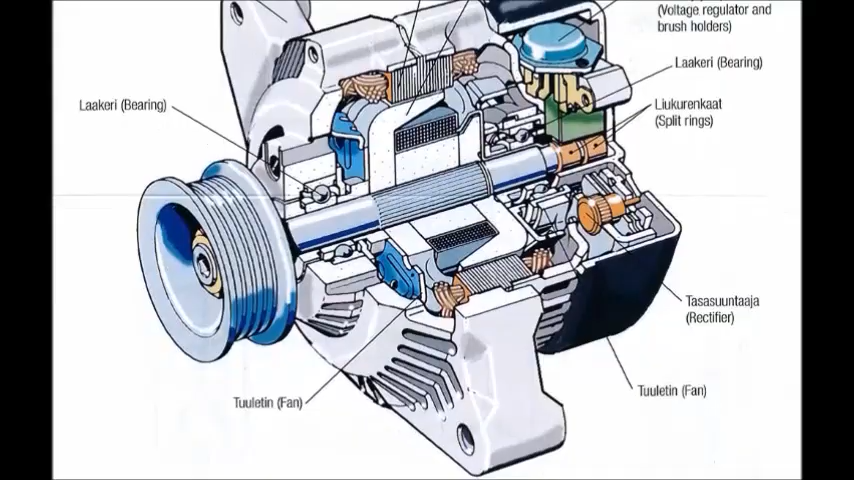 (Voltage regulator and
brush holders)
Laakeri (Bearing)
Laakeri (Bearing)
Liukurenkaat
(Split rings)
Tasasuuntaaja
(Rectifier)
Tuuletin (Fan)
Tuuletin (Fan)